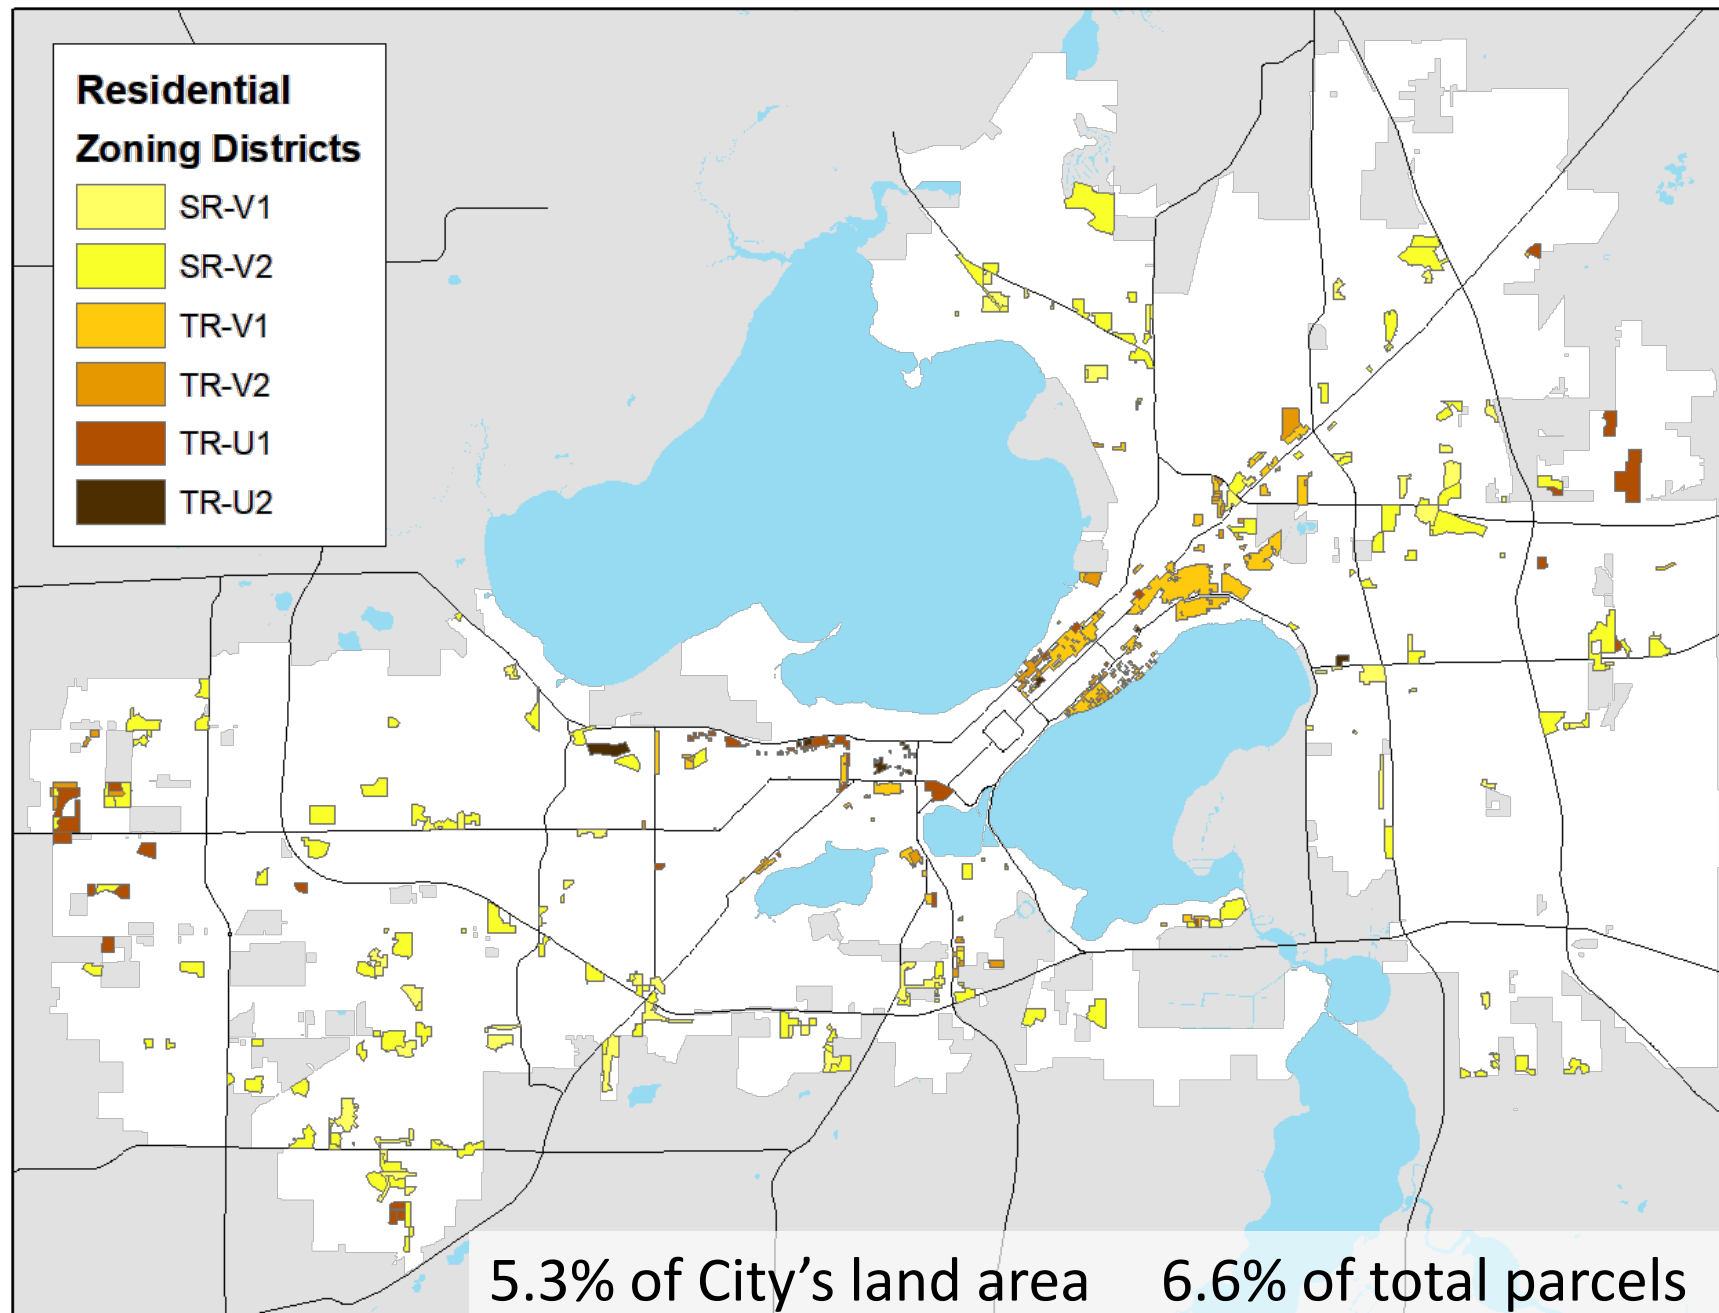 Residential
Zoning Districts
SR-V1
SR-V2
TR-V1
TR-V2
TR-U1
TR-U2
5.3% of City’s land area 6.6% of total parcels